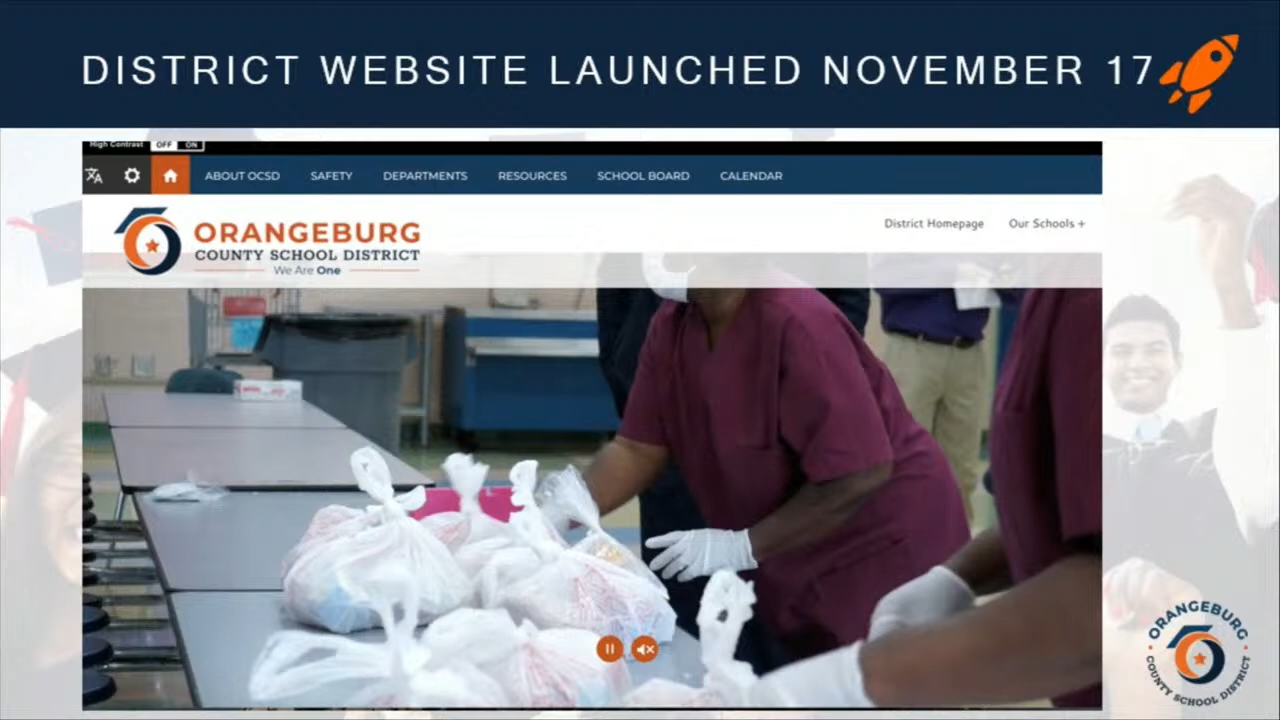 DISTRICT WEBSITE LAUNCHED NOVEMBER 17
High Contrast OFF ON
ABOUT OCSD SAFETY DEPARTMENTS RESOURCES SCHOOL BOARD CALENDAR
District Homepage Our Schools +
ORANGEBURG
COUNTY SCHOOL DISTRICT
We Are One
ORANGEBURG
COUNTY SCHOOL DISTRICT